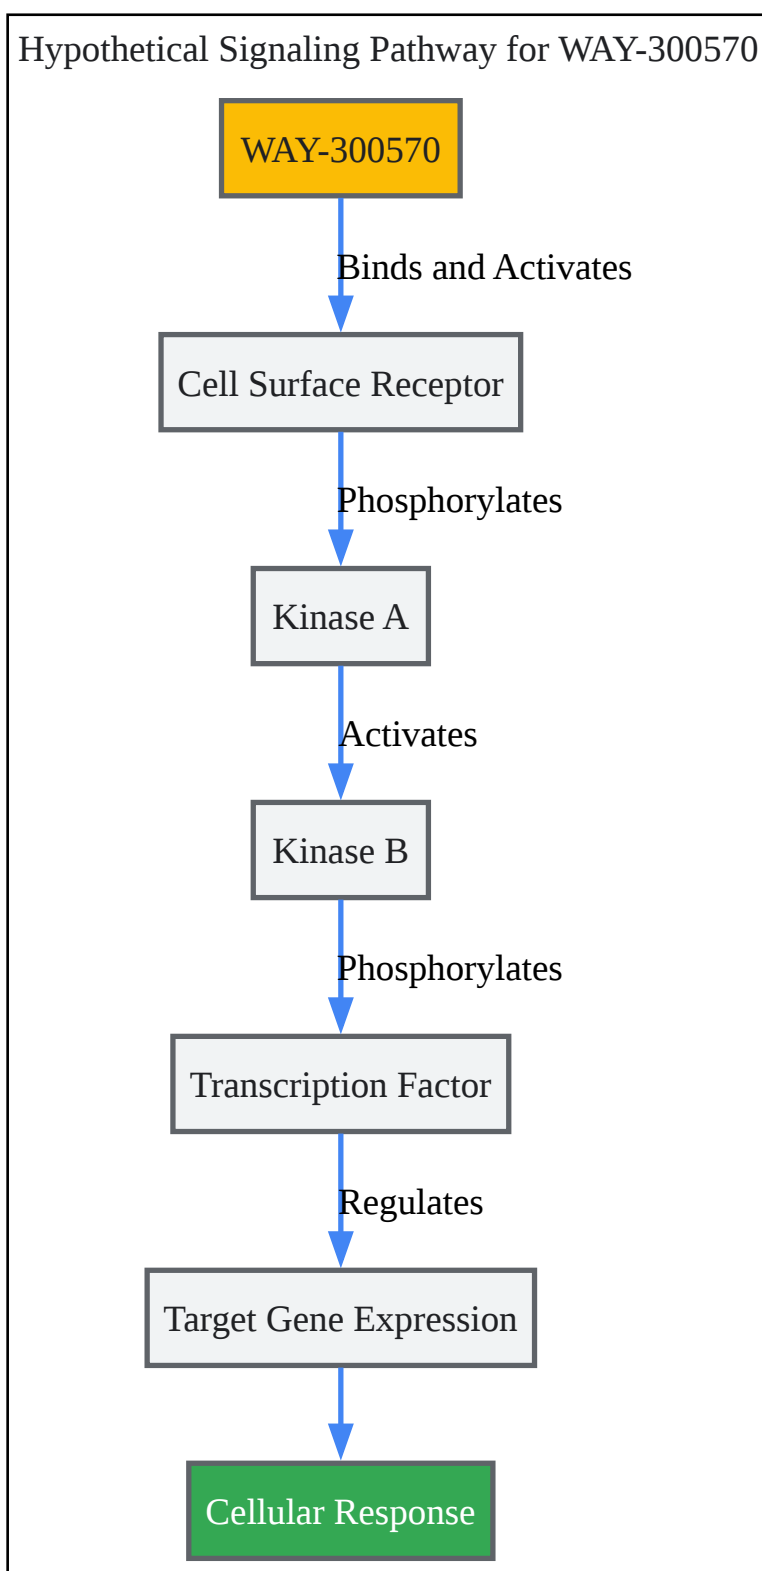 Hypothetical Signaling Pathway for WAY-300570
WAY-300570
Binds and Activates
Cell Surface Receptor
Phosphorylates
Kinase A
Activates
Kinase B
Phosphorylates
Transcription Factor
Regulates
Target Gene Expression
Cellular Response